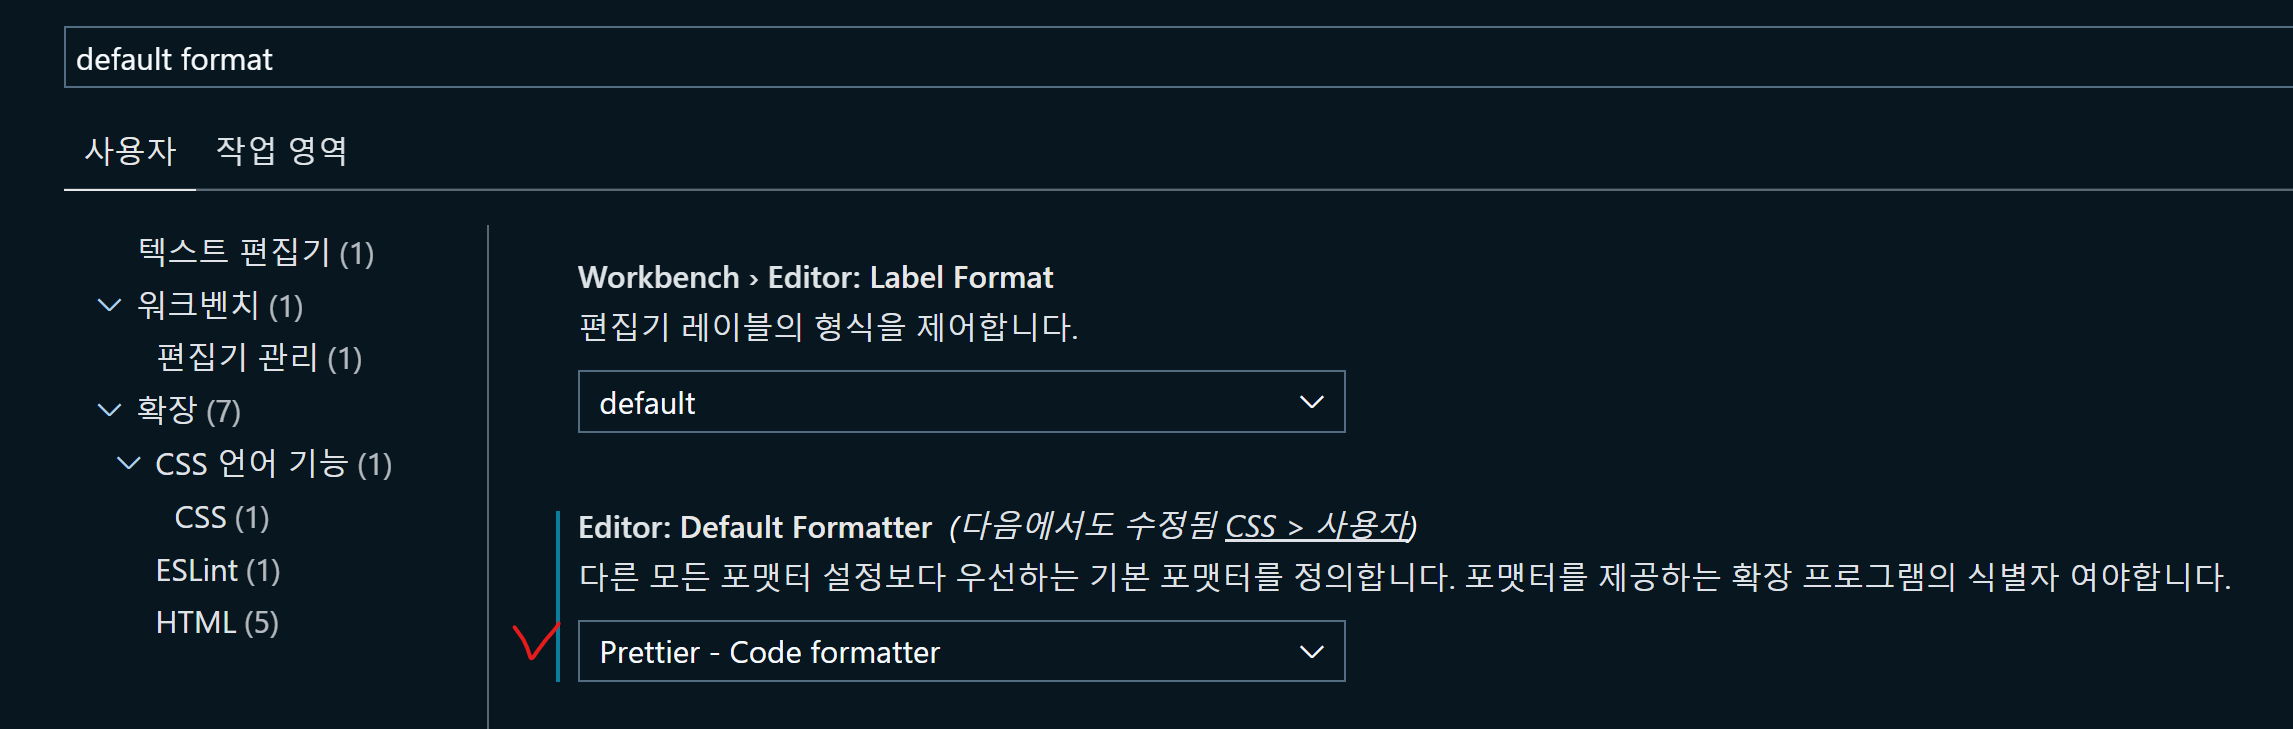 default format
사용자 작업 영역
텍스트 편집기 (1)
워크벤치 (1)
편집기 관리 (1)
확장 (7)
CSS 언어 기능 (1)
CSS (1)
ESLint (1)
HTML (5)
Workbench › Editor: Label Format
편집기 레이블의 형식을 제어합니다.
default
Editor: Default Formatter (다음에서도 수정됨 CSS > 사용자)
다른 모든 포맷터 설정보다 우선하는 기본 포맷터를 정의합니다. 포맷터를 제공하는 확장 프로그램의 식별자 여야합니다.
Prettier - Code formatter